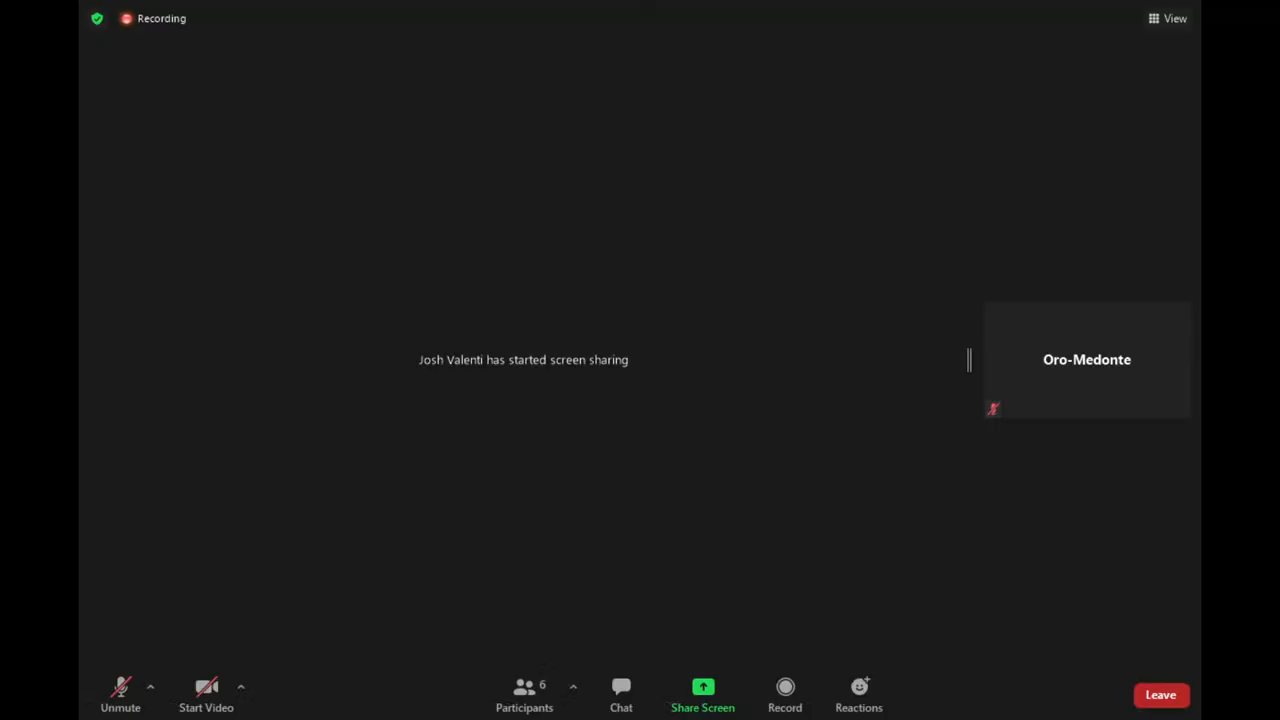 Recording
View
Josh Valenti has started screen sharing
Oro-Medonte
6
Unmute
Start Video
Participants
Chat
Share Screen
Record
Reactions
Leave